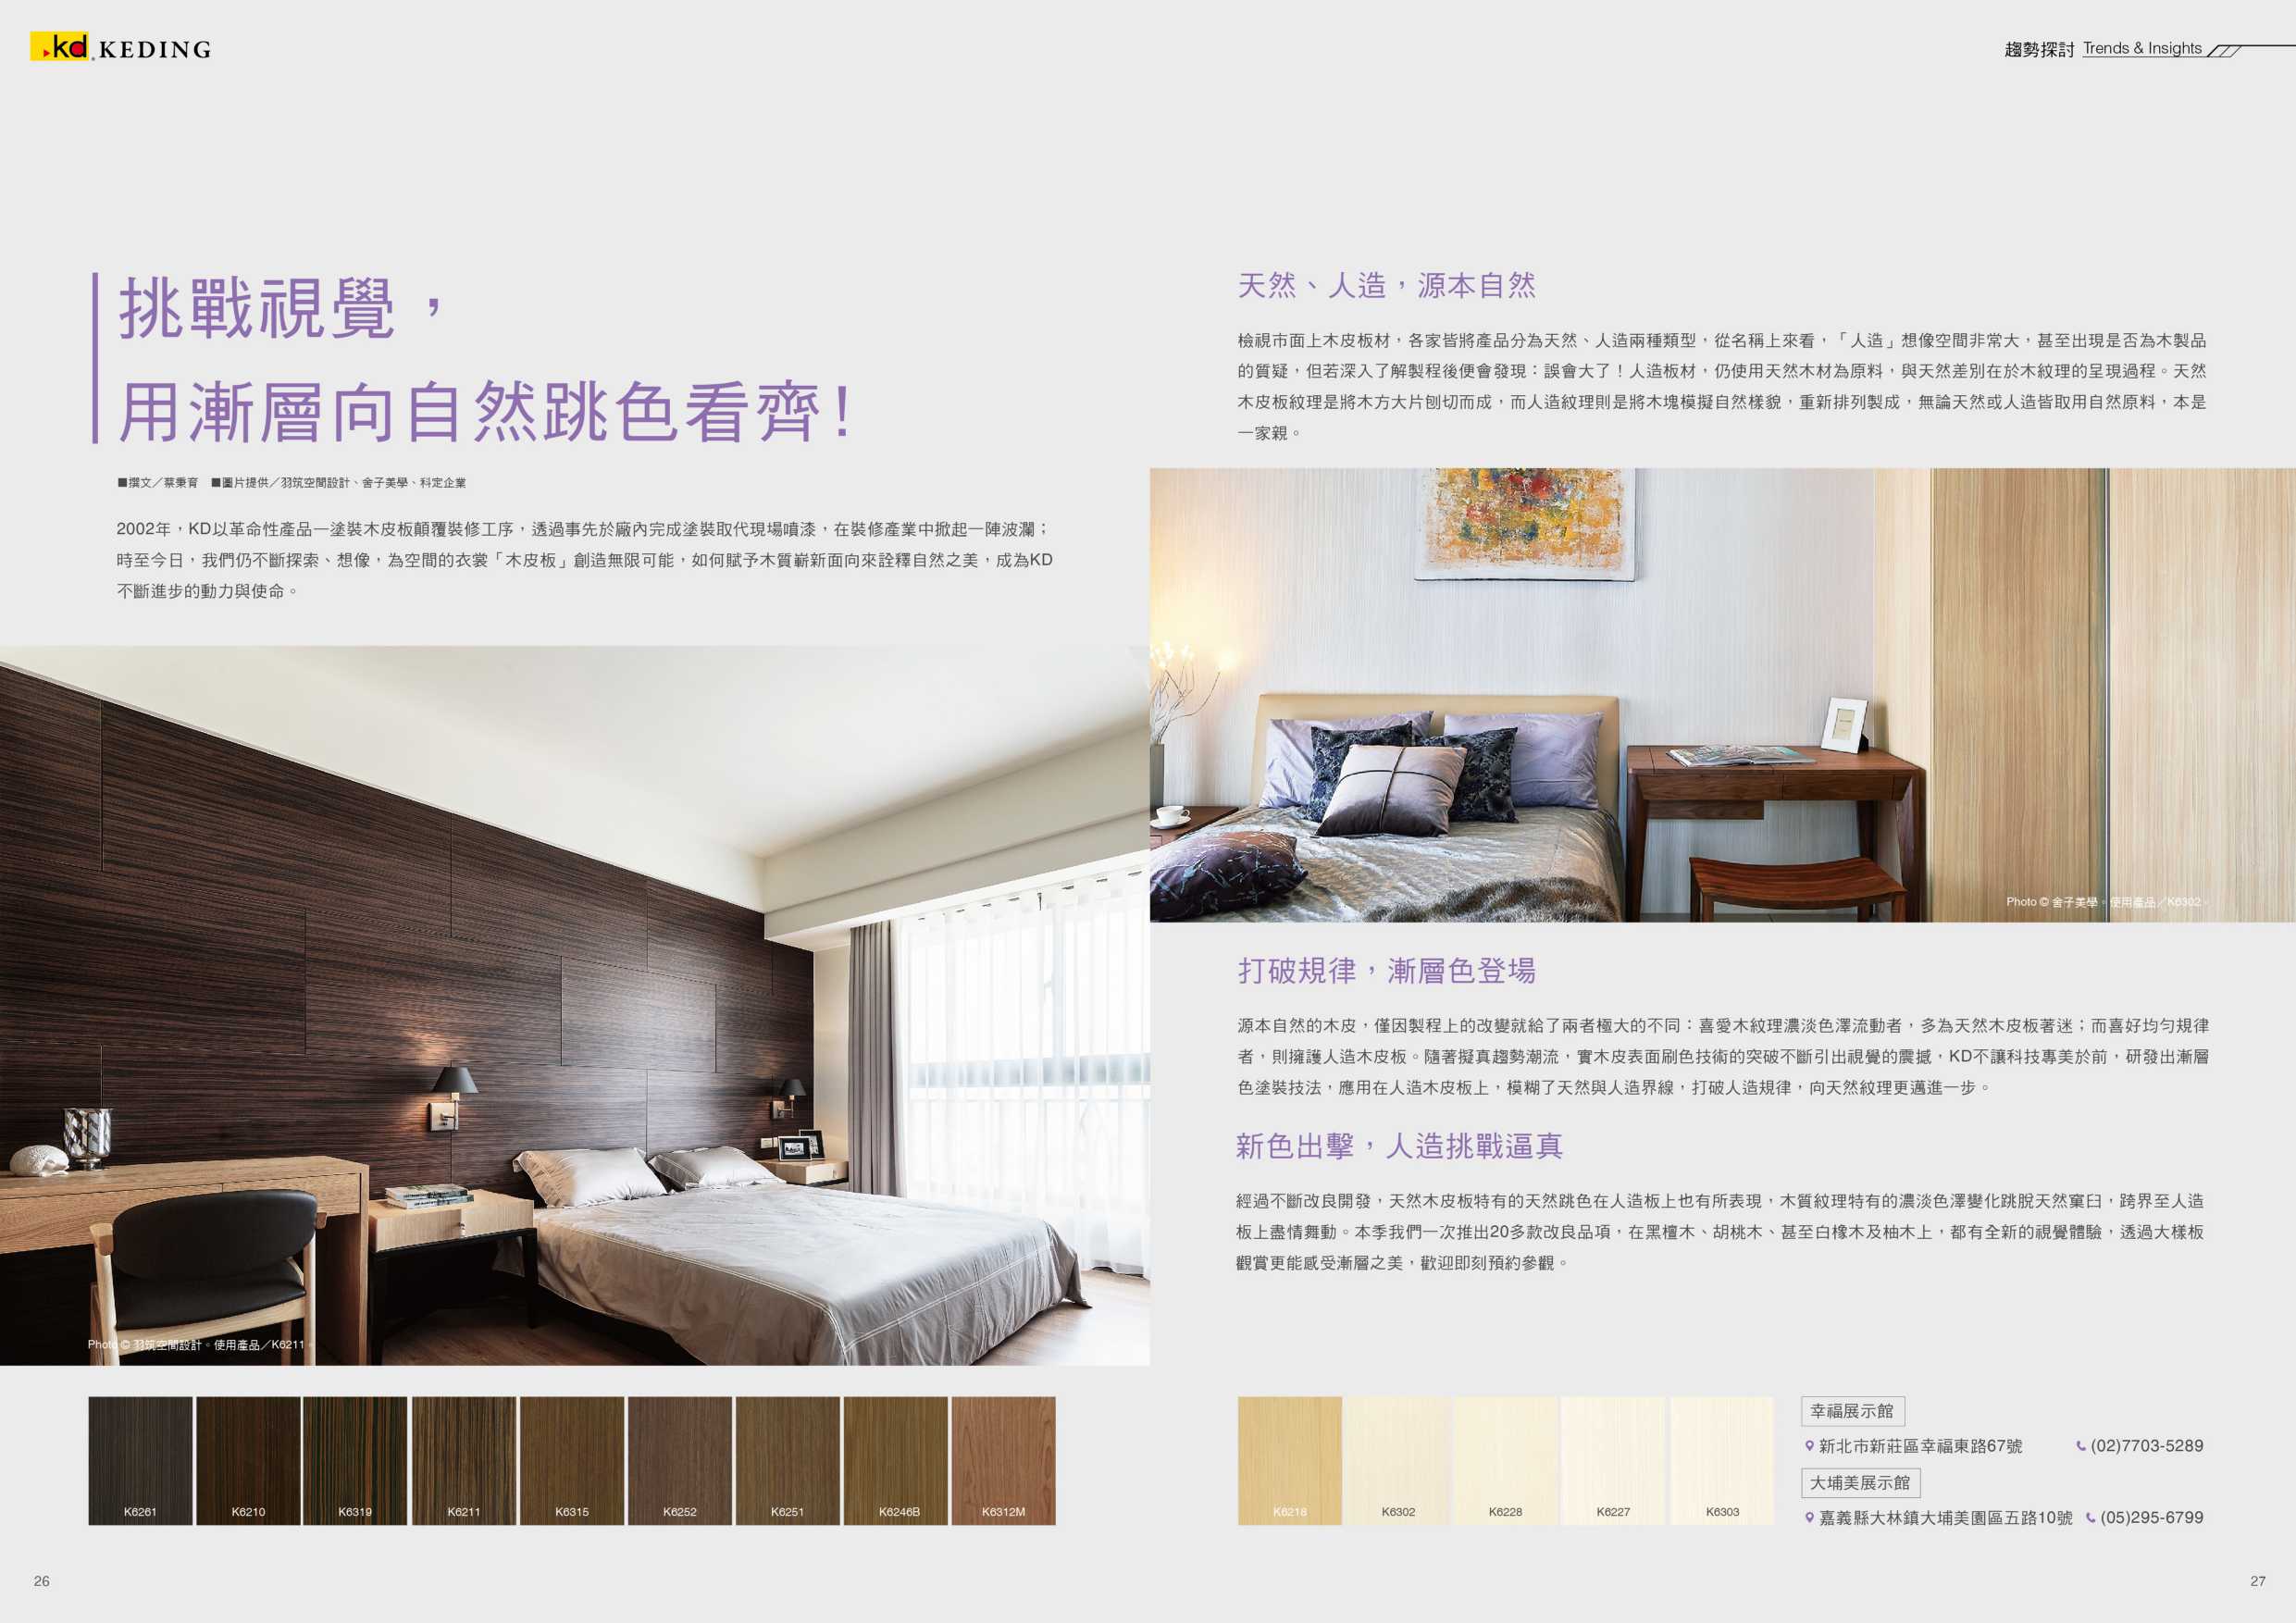 kd KEDING
趨勢探討 Trends & Insights
挑戰視覺，
用漸層向自然跳色看齊！
■撰文／蔡秉育　■圖片提供／羽筑空間設計、舍子美學、科定企業
2002年，KD以革命性產品—塗裝木皮板顛覆裝修工序，透過事先於廠內完成塗裝取代現場噴漆，在裝修產業中掀起一陣波瀾；
時至今日，我們仍不斷探索、想像，為空間的衣裳「木皮板」創造無限可能，如何賦予木質嶄新面向來詮釋自然之美，成為KD
不斷進步的動力與使命。
Photo © 羽筑空間設計。使用產品／K6211。
K6261
K6210
K6319
K6211
K6315
K6252
K6251
K6246B
K6312M
26
天然、人造，源本自然
檢視市面上木皮板材，各家皆將產品分為天然、人造兩種類型，從名稱上來看，「人造」想像空間非常大，甚至出現是否為木製品
的質疑，但若深入了解製程後便會發現：誤會大了！人造板材，仍使用天然木材為原料，與天然差別在於木紋理的呈現過程。天然
木皮板紋理是將木方大片刨切而成，而人造紋理則是將木塊模擬自然樣貌，重新排列製成，無論天然或人造皆取用自然原料，本是
一家親。
Photo © 舍子美學。使用產品／K6302。
打破規律，漸層色登場
源本自然的木皮，僅因製程上的改變就給了兩者極大的不同：喜愛木紋理濃淡色澤流動者，多為天然木皮板著迷；而喜好均勻規律
者，則擁護人造木皮板。隨著擬真趨勢潮流，實木皮表面刷色技術的突破不斷引出視覺的震撼，KD不讓科技專美於前，研發出漸層
色塗裝技法，應用在人造木皮板上，模糊了天然與人造界線，打破人造規律，向天然紋理更邁進一步。
新色出擊，人造挑戰逼真
經過不斷改良開發，天然木皮板特有的天然跳色在人造板上也有所表現，木質紋理特有的濃淡色澤變化跳脫天然窠臼，跨界至人造
板上盡情舞動。本季我們一次推出20多款改良品項，在黑檀木、胡桃木、甚至白橡木及柚木上，都有全新的視覺體驗，透過大樣板
觀賞更能感受漸層之美，歡迎即刻預約參觀。
K6218
K6302
K6228
K6227
K6303
幸福展示館
新北市新莊區幸福東路67號 (02)7703-5289
大埔美展示館
嘉義縣大林鎮大埔美園區五路10號 (05)295-6799
27